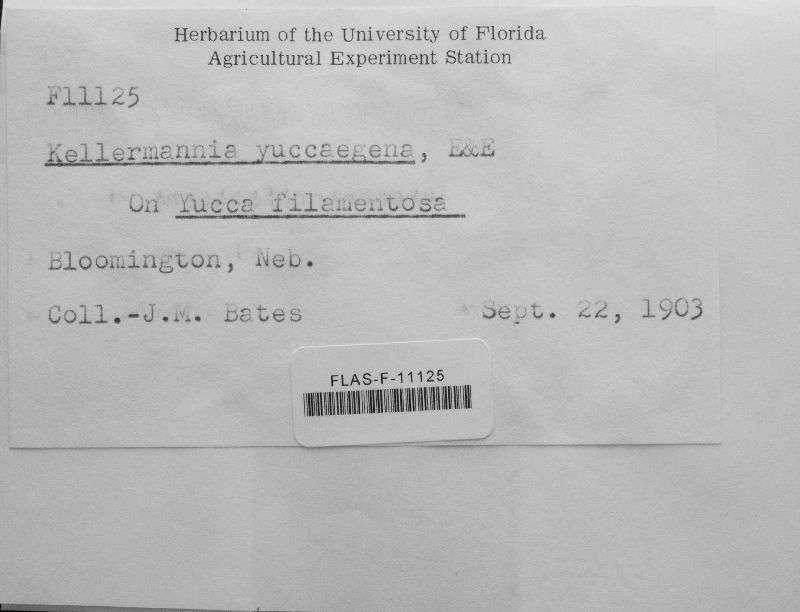 Herbarium of the University of Florida
Agricultural Experiment Station
F11125
Kellermannia yuccaegena, E&E
On Yucca filamentosa
Bloomington, Neb.
Coll.-J.M. Bates Sept. 22, 1903
FLAS-F-11125